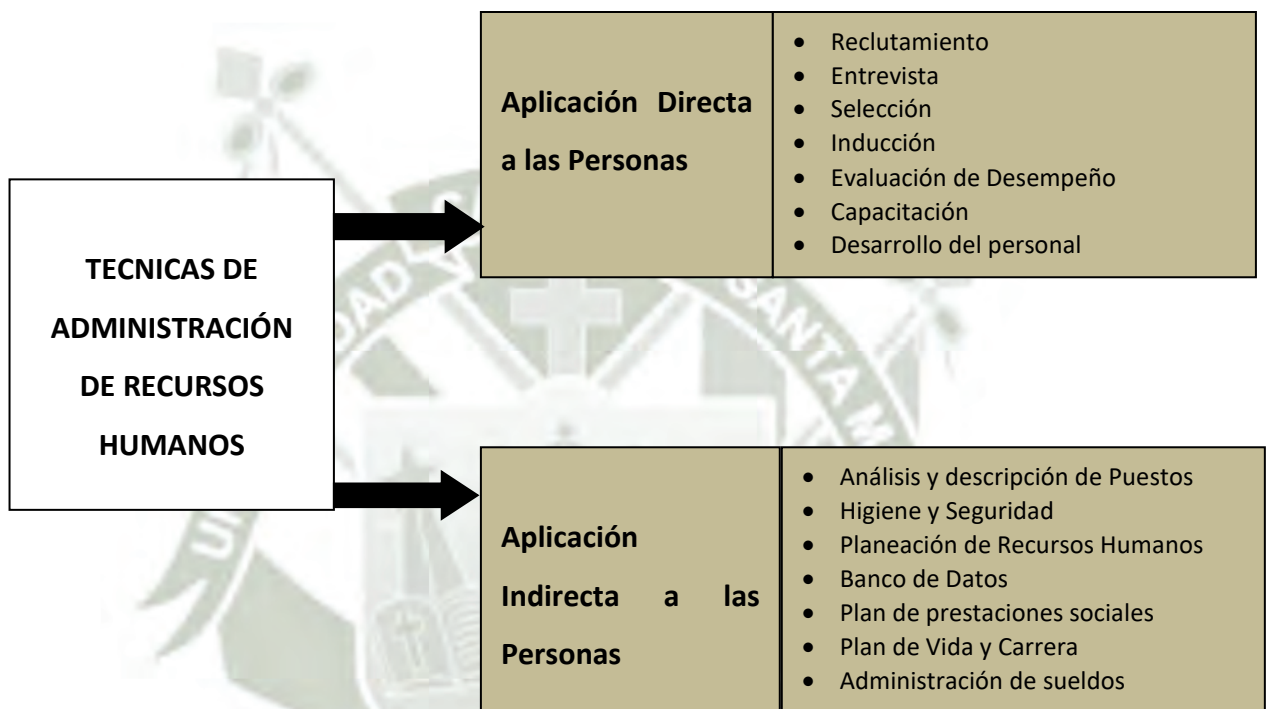 TECNICAS DE
ADMINISTRACIÓN
DE RECURSOS
HUMANOS
Aplicación Directa
a las Personas
• Reclutamiento
• Entrevista
• Selección
• Inducción
• Evaluación de Desempeño
• Capacitación
• Desarrollo del personal
Aplicación
Indirecta a las
Personas
• Análisis y descripción de Puestos
• Higiene y Seguridad
• Planeación de Recursos Humanos
• Banco de Datos
• Plan de prestaciones sociales
• Plan de Vida y Carrera
• Administración de sueldos
SANTA